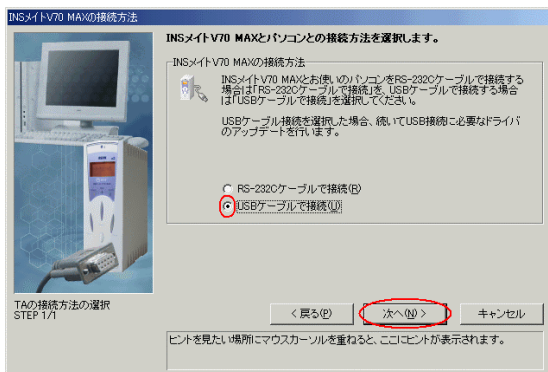 INSメイトV70 MAXの接続方法
INSメイトV70 MAXとパソコンとの接続方法を選択します。
INSメイトV70 MAXの接続方法
INSメイトV70 MAXとお使いのパソコンをRS-232Cケーブルで接続する
場合は「RS-232Cケーブルで接続」を、USBケーブルで接続する場合
は「USBケーブルで接続」を選択してください。
USBケーブル接続を選択した場合、続いてUSB接続に必要なドライバ
のアップデートを行います。
RS-232Cケーブルで接続(R)
USBケーブルで接続(U)
TAの接続方法の選択
STEP 1/1
< 戻る(P)
次へ(N) >
キャンセル
ヒントを見たい場所にマウスカーソルを重ねると、ここにヒントが表示されます。